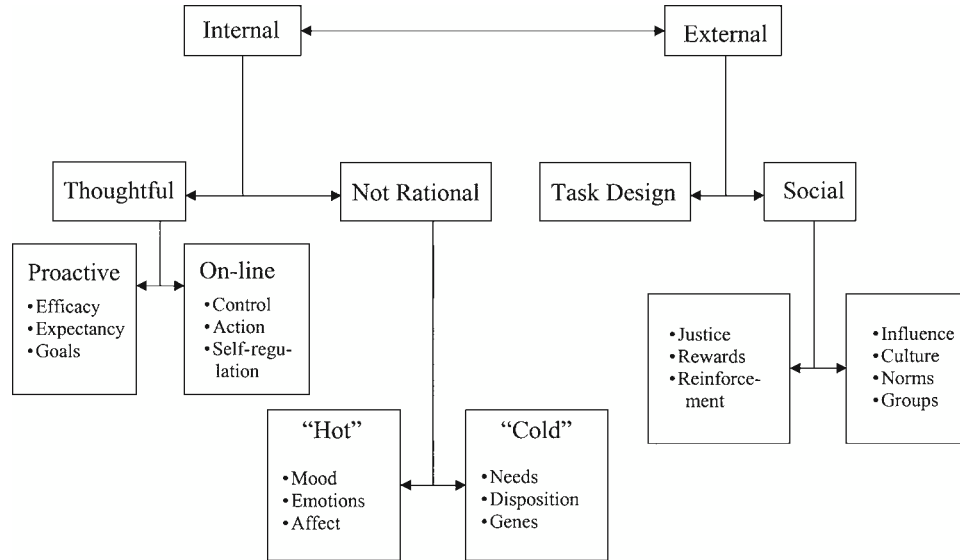 Internal
External
Thoughtful
Not Rational
Task Design
Social
Proactive
•Efficacy
•Expectancy
•Goals
On-line
•Control
•Action
•Self-regu-
lation
•Justice
•Rewards
•Reinforce-
ment
•Influence
•Culture
•Norms
•Groups
“Hot”
•Mood
•Emotions
•Affect
“Cold”
•Needs
•Disposition
•Genes